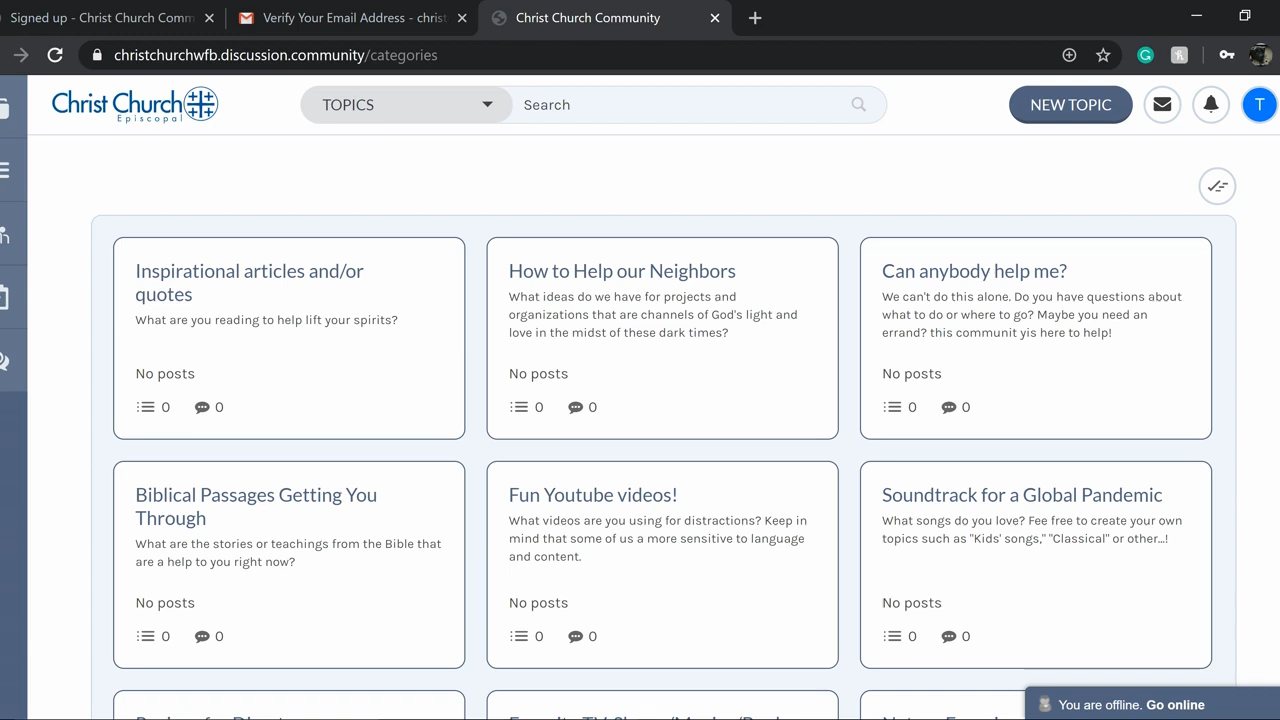 Signed up - Christ Church Comm
Verify Your Email Address - christ
Christ Church Community
christchurchwfb.discussion.community/categories
Christ Church
Episcopal
TOPICS
Search
NEW TOPIC
T
Inspirational articles and/or
quotes
What are you reading to help lift your spirits?
No posts
0 0
How to Help our Neighbors
What ideas do we have for projects and
organizations that are channels of God's light and
love in the midst of these dark times?
No posts
0 0
Can anybody help me?
We can't do this alone. Do you have questions about
what to do or where to go? Maybe you need an
errand? this communit yis here to help!
No posts
0 0
Biblical Passages Getting You
Through
What are the stories or teachings from the Bible that
are a help to you right now?
No posts
0 0
Fun Youtube videos!
What videos are you using for distractions? Keep in
mind that some of us a more sensitive to language
and content.
No posts
0 0
Soundtrack for a Global Pandemic
What songs do you love? Fee free to create your own
topics such as "Kids' songs," "Classical" or other...!
No posts
0 0
You are offline. Go online